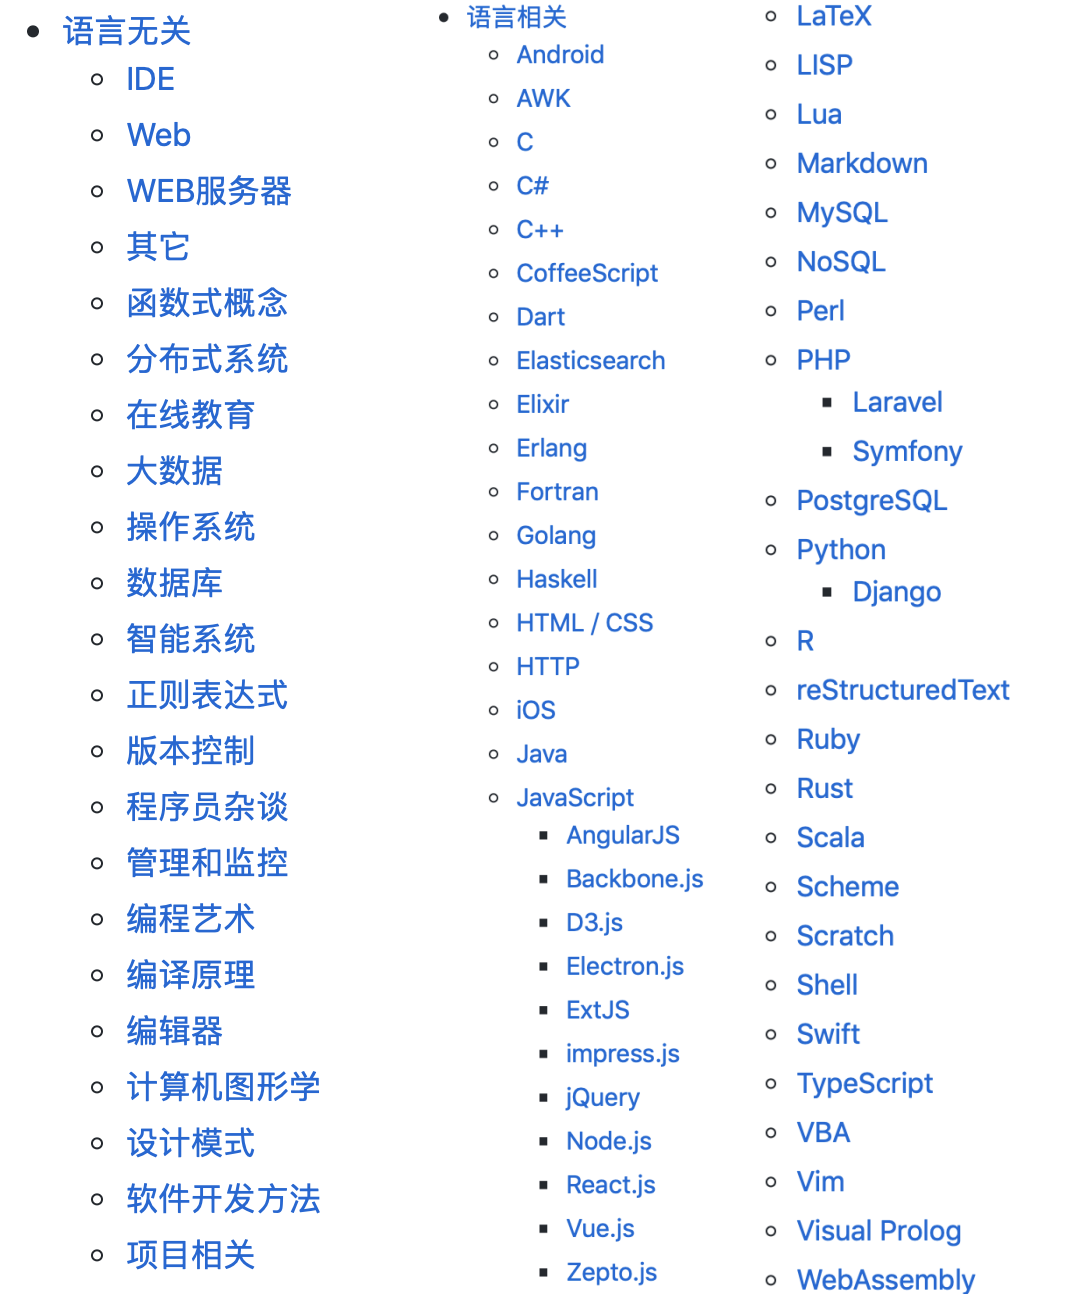 语言无关
IDE
Web
WEB服务器
其它
函数式概念
分布式系统
在线教育
大数据
操作系统
数据库
智能系统
正则表达式
版本控制
程序员杂谈
管理和监控
编程艺术
编译原理
编辑器
计算机图形学
设计模式
软件开发方法
项目相关
语言相关
Android
AWK
C
C#
C++
CoffeeScript
Dart
Elasticsearch
Elixir
Erlang
Fortran
Golang
Haskell
HTML / CSS
HTTP
iOS
Java
JavaScript
AngularJS
Backbone.js
D3.js
Electron.js
ExtJS
impress.js
jQuery
Node.js
React.js
Vue.js
Zepto.js
LaTeX
LISP
Lua
Markdown
MySQL
NoSQL
Perl
PHP
Laravel
Symfony
PostgreSQL
Python
Django
R
reStructuredText
Ruby
Rust
Scala
Scheme
Scratch
Shell
Swift
TypeScript
VBA
Vim
Visual Prolog
WebAssembly